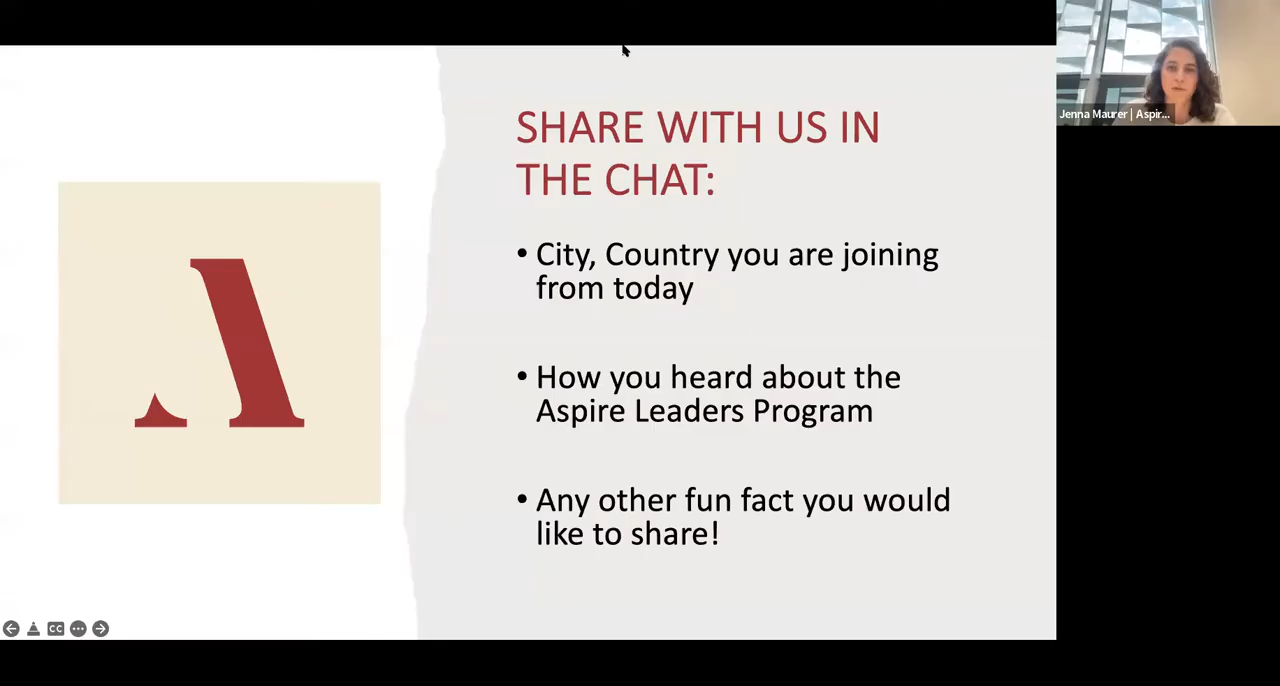 SHARE WITH US IN
THE CHAT:
• City, Country you are joining
from today
• How you heard about the
Aspire Leaders Program
• Any other fun fact you would
like to share!
Jenna Maurer | Aspir...
CC